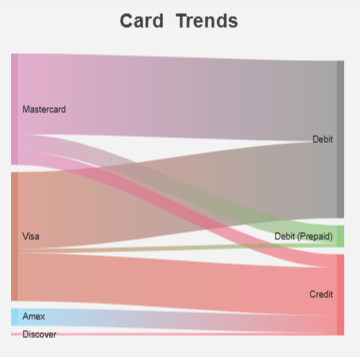 Card Trends
Mastercard
Debit
Visa
Debit (Prepaid)
Credit
Amex
Discover